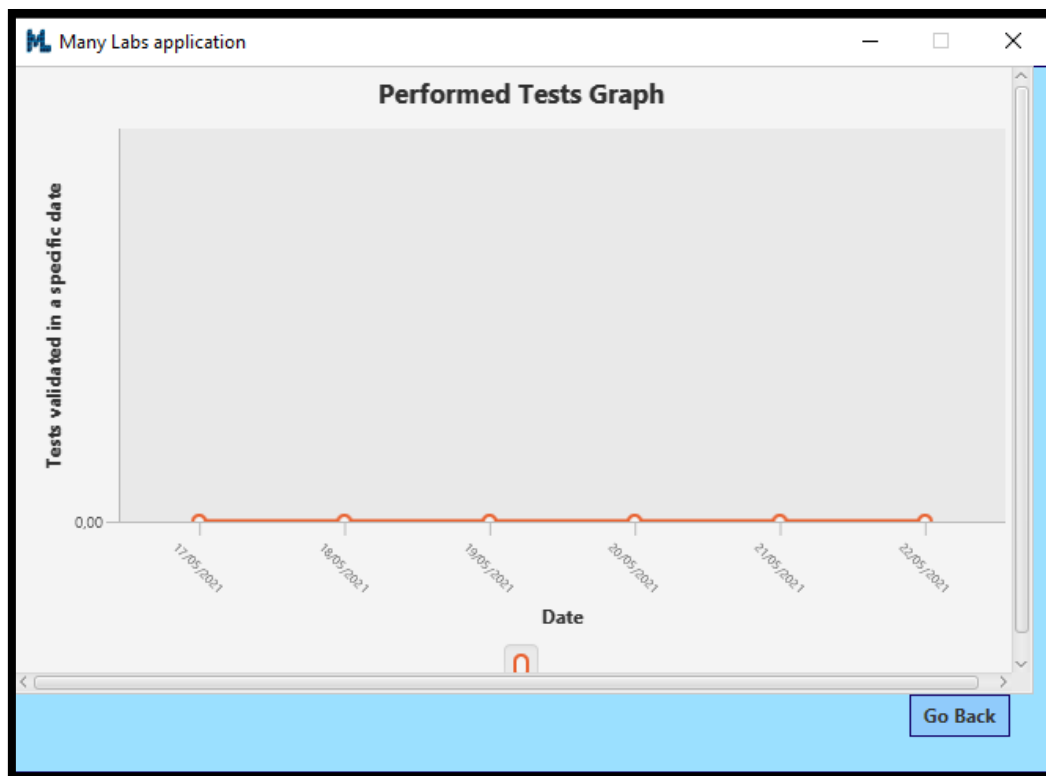 Many Labs application
Performed Tests Graph
Tests validated in a specific date
0,00
17/05/2021
18/05/2021
19/05/2021
20/05/2021
21/05/2021
22/05/2021
Date
Go Back